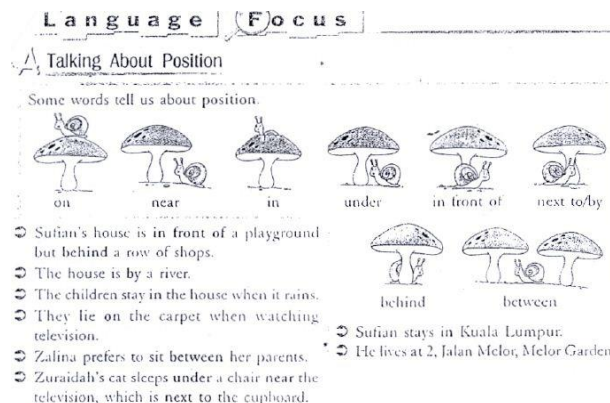 Language Focus
A Talking About Position
Some words tell us about position.
on near in under in front of next to/by
behind between
➲ Sufian's house is in front of a playground
but behind a row of shops.
➲ The house is by a river.
➲ The children stay in the house when it rains.
➲ They lie on the carpet when watching
television.
➲ Zalina prefers to sit between her parents.
➲ Zuraidah's cat sleeps under a chair near the
television, which is next to the cupboard.
➲ Sufian stays in Kuala Lumpur.
➲ He lives at 2, Jalan Melor, Melor Garden